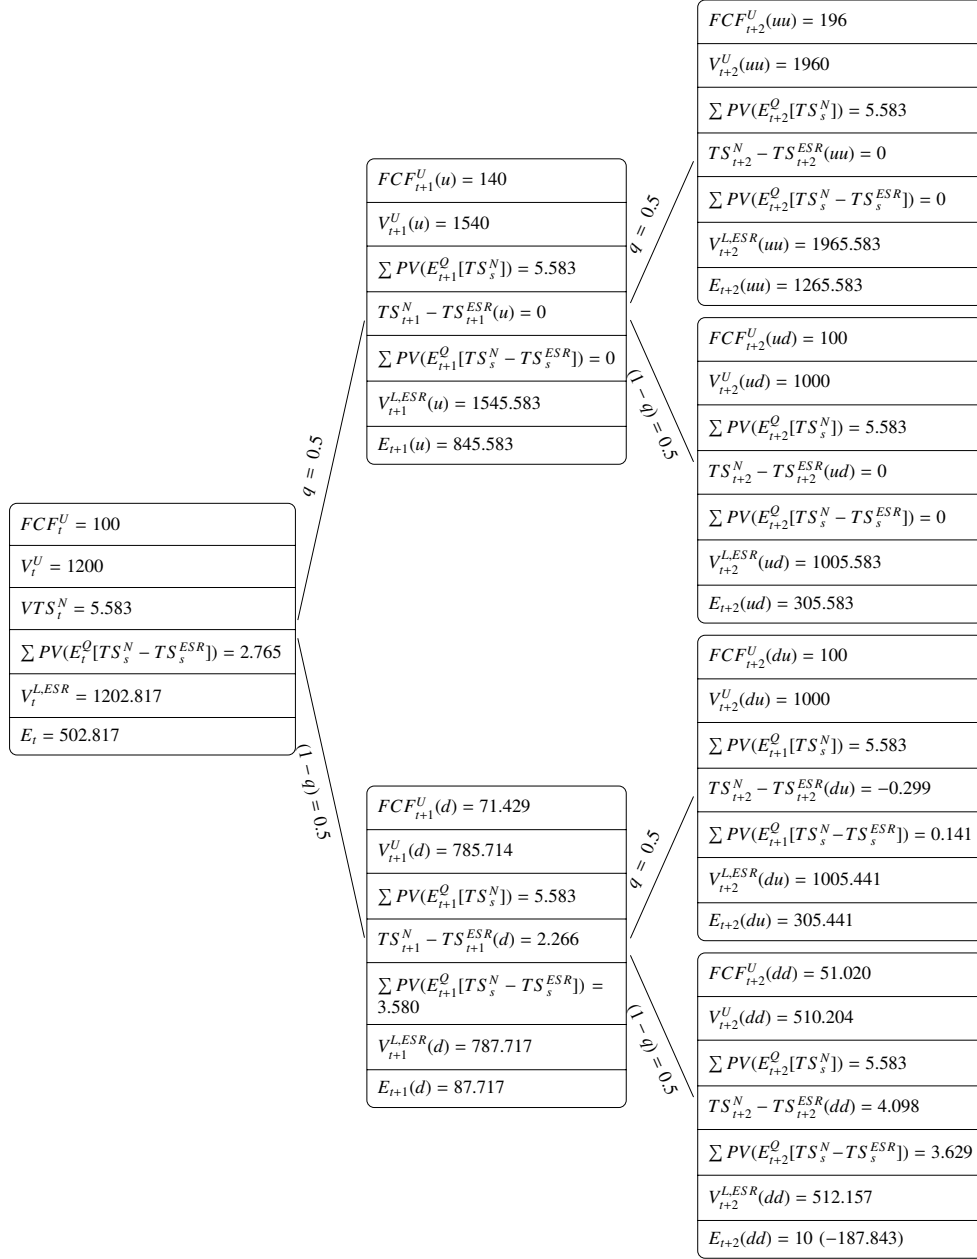 FCF^U_{t+2}(uu) = 196
V^U_{t+2}(uu) = 1960
∑ PV(E^Q_{t+2}[TS^N_s]) = 5.583
TS^N_{t+2} − TS^{ESR}_{t+2}(uu) = 0
∑ PV(E^Q_{t+2}[TS^N_s − TS^{ESR}_s]) = 0
V^{L,ESR}_{t+2}(uu) = 1965.583
E_{t+2}(uu) = 1265.583
FCF^U_{t+1}(u) = 140
V^U_{t+1}(u) = 1540
∑ PV(E^Q_{t+1}[TS^N_s]) = 5.583
TS^N_{t+1} − TS^{ESR}_{t+1}(u) = 0
∑ PV(E^Q_{t+1}[TS^N_s − TS^{ESR}_s]) = 0
V^{L,ESR}_{t+1}(u) = 1545.583
E_{t+1}(u) = 845.583
q = 0.5
(1 − q) = 0.5
FCF^U_{t+2}(ud) = 100
V^U_{t+2}(ud) = 1000
∑ PV(E^Q_{t+2}[TS^N_s]) = 5.583
TS^N_{t+2} − TS^{ESR}_{t+2}(ud) = 0
∑ PV(E^Q_{t+2}[TS^N_s − TS^{ESR}_s]) = 0
V^{L,ESR}_{t+2}(ud) = 1005.583
E_{t+2}(ud) = 305.583
q = 0.5
FCF^U_t = 100
V^U_t = 1200
VTS^N_t = 5.583
∑ PV(E^Q_t[TS^N_s − TS^{ESR}_s]) = 2.765
V^{L,ESR}_t = 1202.817
E_t = 502.817
(1 − q) = 0.5
FCF^U_{t+2}(du) = 100
V^U_{t+2}(du) = 1000
∑ PV(E^Q_{t+1}[TS^N_s]) = 5.583
TS^N_{t+2} − TS^{ESR}_{t+2}(du) = −0.299
∑ PV(E^Q_{t+1}[TS^N_s −TS^{ESR}_s]) = 0.141
V^{L,ESR}_{t+2}(du) = 1005.441
E_{t+2}(du) = 305.441
FCF^U_{t+1}(d) = 71.429
V^U_{t+1}(d) = 785.714
∑ PV(E^Q_{t+1}[TS^N_s]) = 5.583
TS^N_{t+1} − TS^{ESR}_{t+1}(d) = 2.266
∑ PV(E^Q_{t+1}[TS^N_s − TS^{ESR}_s]) =
3.580
V^{L,ESR}_{t+1}(d) = 787.717
E_{t+1}(d) = 87.717
q = 0.5
(1 − q) = 0.5
FCF^U_{t+2}(dd) = 51.020
V^U_{t+2}(dd) = 510.204
∑ PV(E^Q_{t+2}[TS^N_s]) = 5.583
TS^N_{t+2} − TS^{ESR}_{t+2}(dd) = 4.098
∑ PV(E^Q_{t+2}[TS^N_s −TS^{ESR}_s]) = 3.629
V^{L,ESR}_{t+2}(dd) = 512.157
E_{t+2}(dd) = 10 (−187.843)